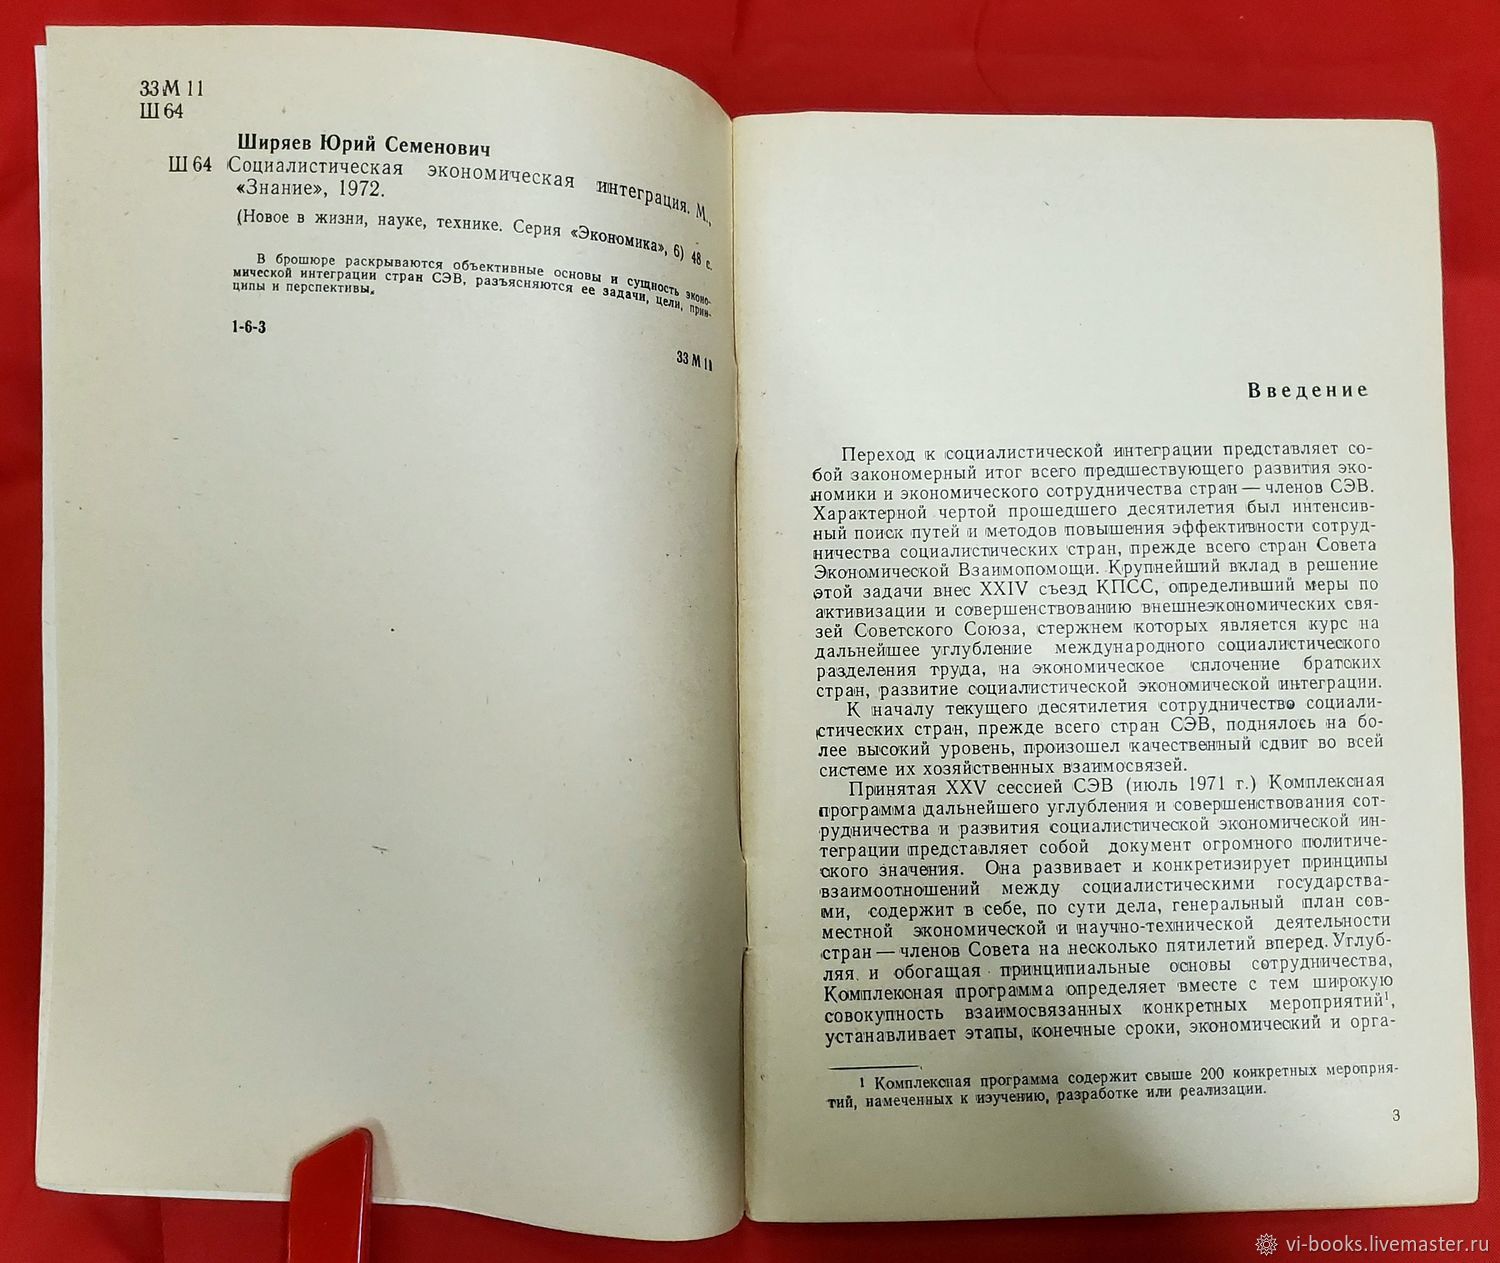 33М 11
Ш 64
Ширяев Юрий Семенович
Ш 64 Социалистическая экономическая интеграция. М.,
«Знание», 1972.
(Новое в жизни, науке, технике. Серия «Экономика», 6) 48 с.
В брошюре раскрываются объективные основы и сущность эконо-
мической интеграции стран СЭВ, разъясняются ее задачи, цели, прин-
ципы и перспективы.
1-6-3
33М 11
Введение
Переход к социалистической интеграции представляет со-
бой закономерный итог всего предшествующего развития эко-
номики и экономического сотрудничества стран — членов СЭВ.
Характерной чертой прошедшего десятилетия был интенсив-
ный поиск путей и методов повышения эффективности сотруд-
ничества социалистических стран, прежде всего стран Совета
Экономической Взаимопомощи. Крупнейший вклад в решение
этой задачи внес XXIV съезд КПСС, определивший меры по
активизации и совершенствованию внешнеэкономических свя-
зей Советского Союза, стержнем которых является курс на
дальнейшее углубление международного социалистического
разделения труда, на экономическое сплочение братских
стран, развитие социалистической экономической интеграции.
К началу текущего десятилетия сотрудничество социали-
стических стран, прежде всего стран СЭВ, поднялось на бо-
лее высокий уровень, произошел качественный сдвиг во всей
системе их хозяйственных взаимосвязей.
Принятая XXV сессией СЭВ (июль 1971 г.) Комплексная
программа дальнейшего углубления и совершенствования сот-
рудничества и развития социалистической экономической ин-
теграции представляет собой документ огромного политиче-
ского значения. Она развивает и конкретизирует принципы
взаимоотношений между социалистическими государства-
ми, содержит в себе, по сути дела, генеральный план сов-
местной экономической и научно-технической деятельности
стран — членов Совета на несколько пятилетий вперед. Углуб-
ляя и обогащая принципиальные основы сотрудничества,
Комплексная программа определяет вместе с тем широкую
совокупность взаимосвязанных конкретных мероприятий¹,
устанавливает этапы, конечные сроки, экономический и орга-
¹ Комплексная программа содержит свыше 200 конкретных мероприя-
тий, намеченных к изучению, разработке или реализации.
3
vi-books.livemaster.ru